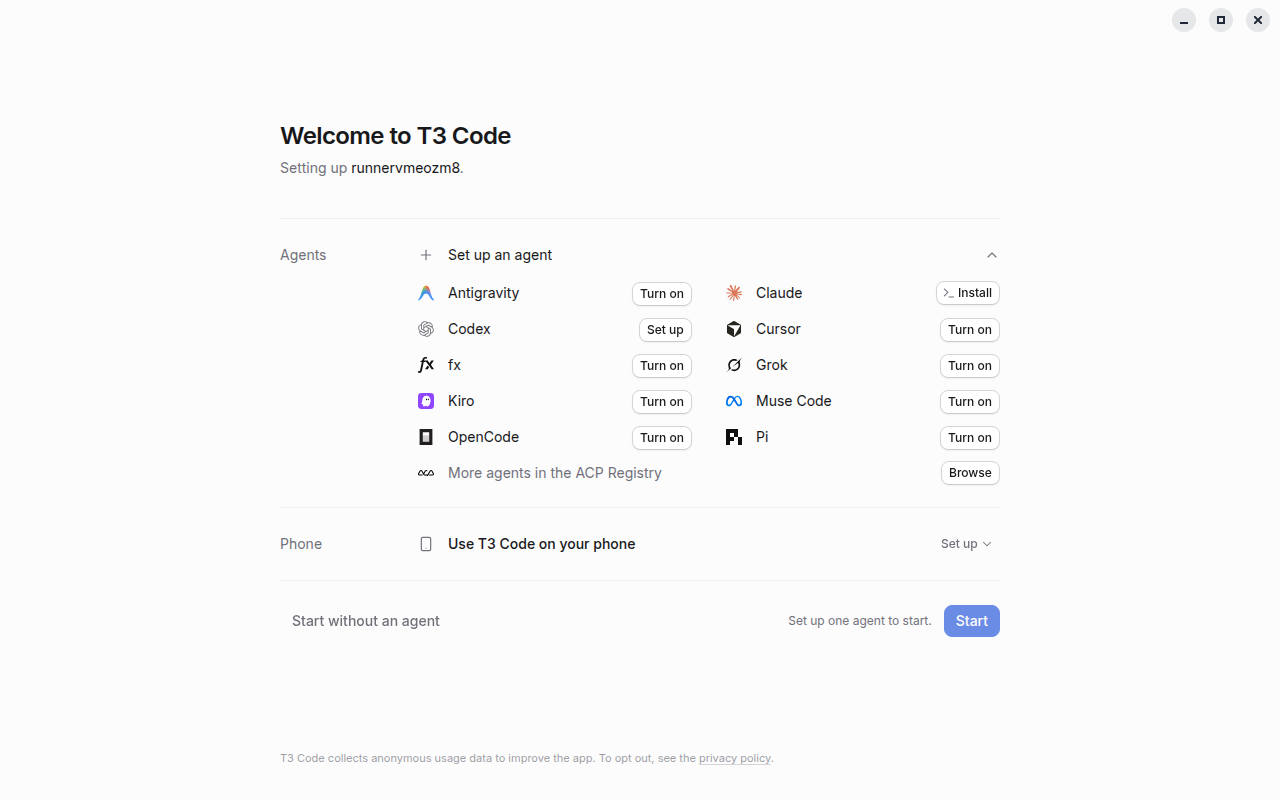 Welcome to T3 Code
Setting up runnervmeozm8.
Agents
Set up an agent
Antigravity
Turn on
Claude
Install
Codex
Set up
Cursor
Turn on
fx
Turn on
Grok
Turn on
Kiro
Turn on
Muse Code
Turn on
OpenCode
Turn on
Pi
Turn on
More agents in the ACP Registry
Browse
Phone
Use T3 Code on your phone
Set up
Start without an agent
Set up one agent to start.
Start
T3 Code collects anonymous usage data to improve the app. To opt out, see the privacy policy.